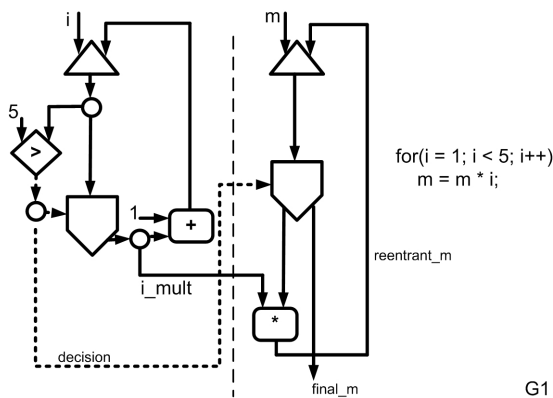 i
m
5
>
for(i = 1; i < 5; i++)
m = m * i;
1
+
reentrant_m
i_mult
*
decision
final_m
G1